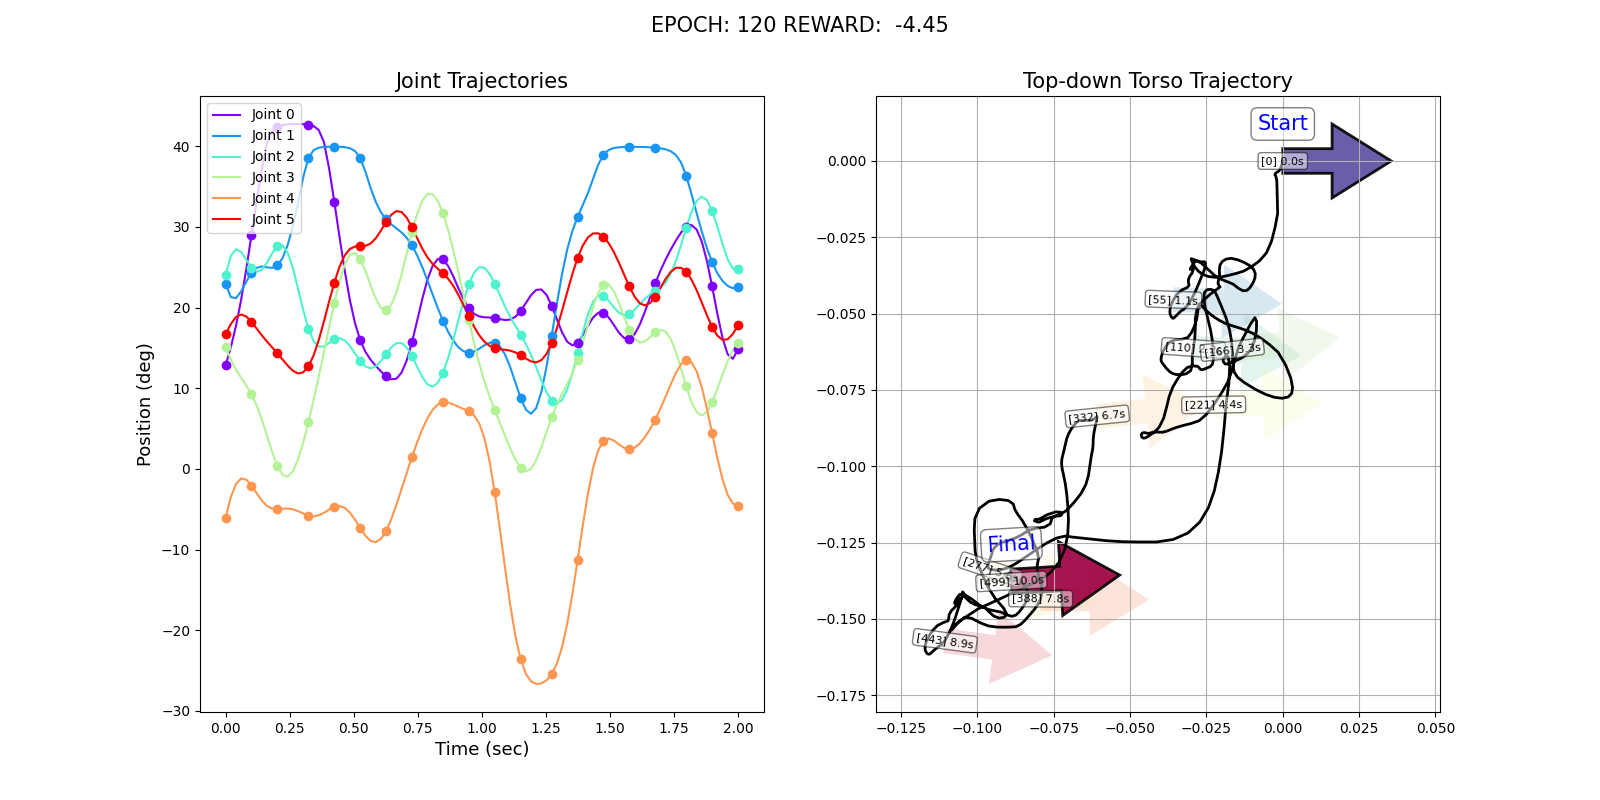 EPOCH: 120 REWARD:  -4.45
Joint Trajectories
Joint 0
Joint 1
Joint 2
Joint 3
Joint 4
Joint 5
Position (deg)
40
30
20
10
0
−10
−20
−30
0.00 0.25 0.50 0.75 1.00 1.25 1.50 1.75 2.00
Time (sec)
Top-down Torso Trajectory
0.000
−0.025
−0.050
−0.075
−0.100
−0.125
−0.150
−0.175
−0.125 −0.100 −0.075 −0.050 −0.025 0.000 0.025 0.050
Start
[0] 0.0s
[55] 1.1s
[110]
[166] 3.3s
[221] 4.4s
[332] 6.7s
Final
[277]
[499] 10.0s
[388] 7.8s
[443] 8.9s